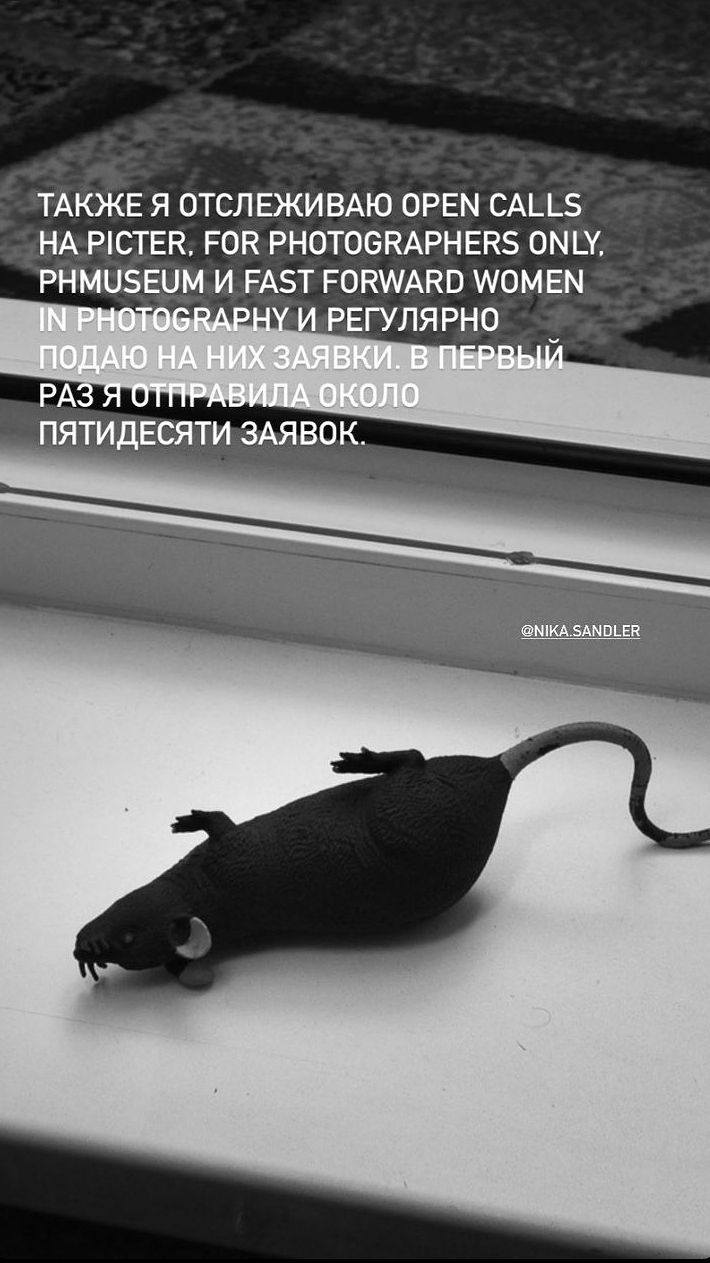 ТАКЖЕ Я ОТСЛЕЖИВАЮ OPEN CALLS
НА PICTER, FOR PHOTOGRAPHERS ONLY,
PHMUSEUM И FAST FORWARD WOMEN
IN PHOTOGRAPHY И РЕГУЛЯРНО
ПОДАЮ НА НИХ ЗАЯВКИ. В ПЕРВЫЙ
РАЗ Я ОТПРАВИЛА ОКОЛО
ПЯТИДЕСЯТИ ЗАЯВОК.
@NIKA.SANDLER